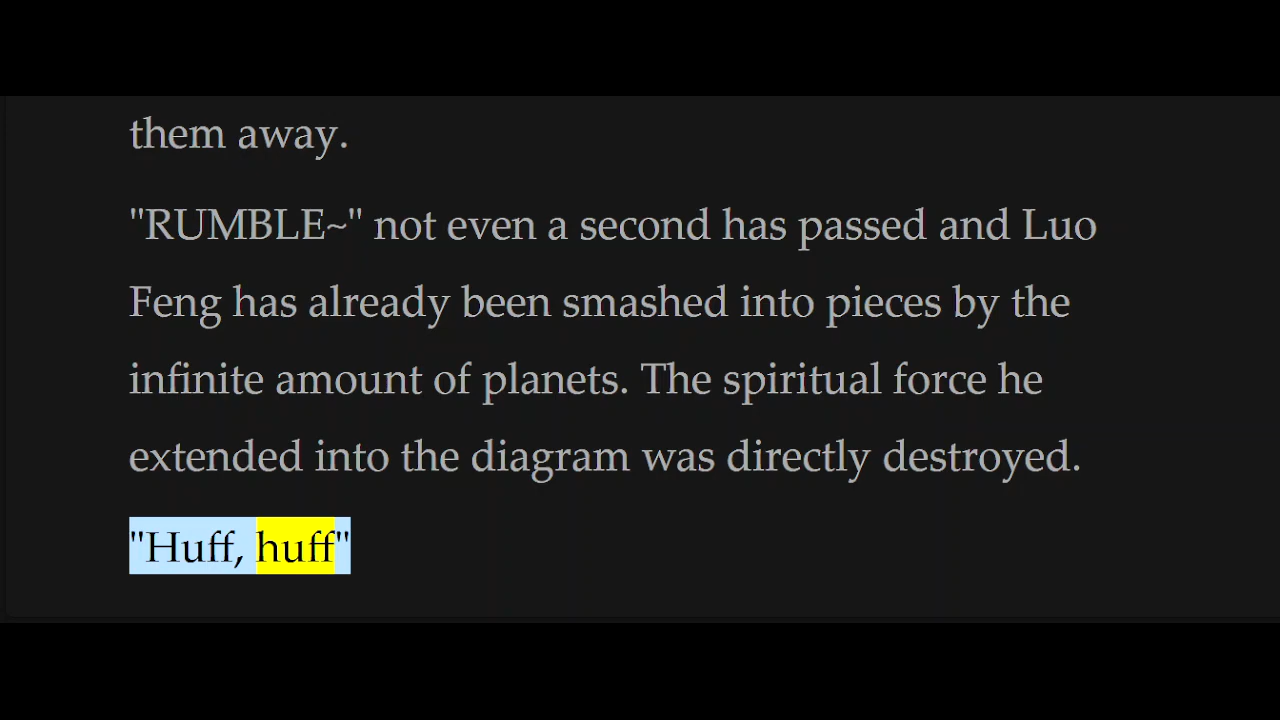 them away.
"RUMBLE~" not even a second has passed and Luo
Feng has already been smashed into pieces by the
infinite amount of planets. The spiritual force he
extended into the diagram was directly destroyed.
"Huff, huff"